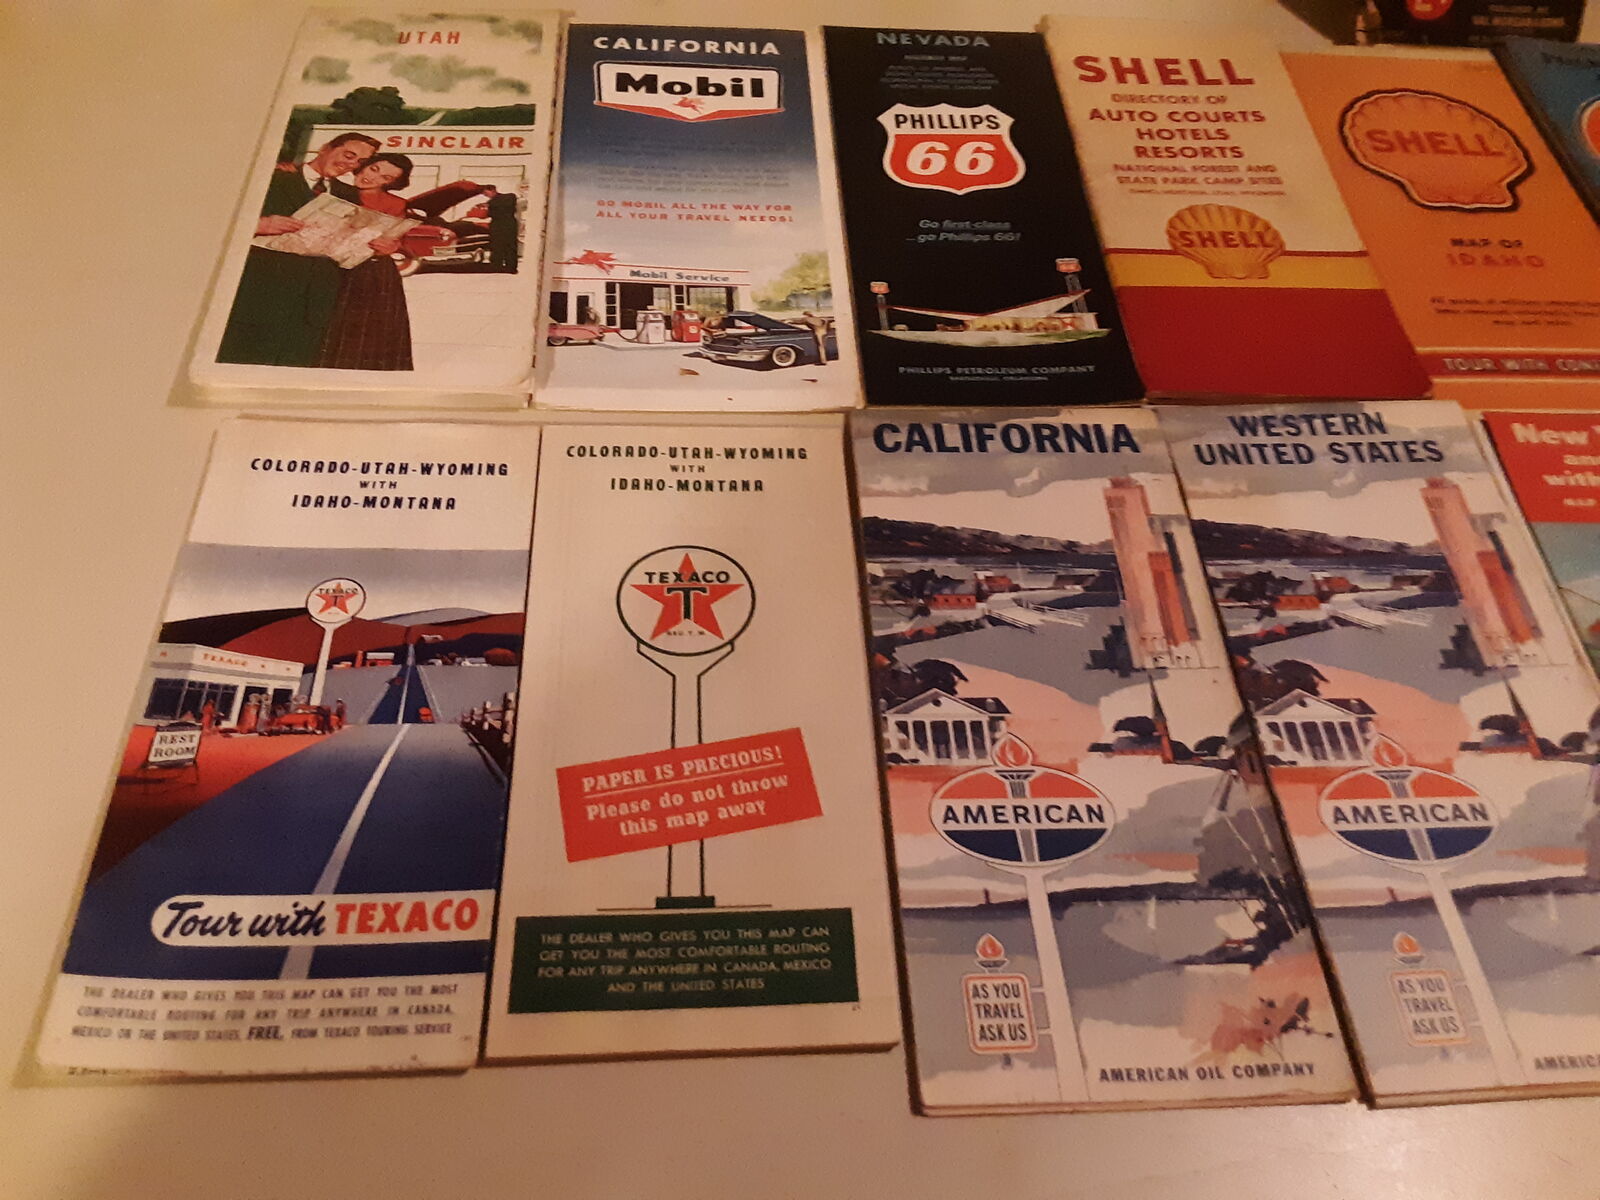 UTAH
SINCLAIR
CALIFORNIA
Mobil
GO MOBIL ALL THE WAY FOR
ALL YOUR TRAVEL NEEDS!
Mobil Service
NEVADA
PHILLIPS
66
Go first-class
...go Phillips 66!
PHILLIPS PETROLEUM COMPANY
SHELL
DIRECTORY OF
AUTO COURTS
HOTELS
RESORTS
NATIONAL FOREST AND
STATE PARK CAMP SITES
SHELL
SHELL
MAP OF
IDAHO
TOUR WITH
COLORADO-UTAH-WYOMING
WITH
IDAHO-MONTANA
TEXACO
T
TEXACO
REST
ROOM
Tour with TEXACO
THE DEALER WHO GIVES YOU THIS MAP CAN GET YOU THE MOST
COMFORTABLE ROUTING FOR ANY TRIP ANYWHERE IN CANADA,
MEXICO OR THE UNITED STATES, FREE, FROM TEXACO TOURING SERVICE
COLORADO-UTAH-WYOMING
WITH
IDAHO-MONTANA
TEXACO
T
REG. T. M.
PAPER IS PRECIOUS!
Please do not throw
this map away
THE DEALER WHO GIVES YOU THIS MAP CAN
GET YOU THE MOST COMFORTABLE ROUTING
FOR ANY TRIP ANYWHERE IN CANADA, MEXICO
AND THE UNITED STATES
CALIFORNIA
AMERICAN
AS YOU
TRAVEL
ASK US
AMERICAN OIL COMPANY
WESTERN
UNITED STATES
AMERICAN
AS YOU
TRAVEL
ASK US
AMERICAN
New